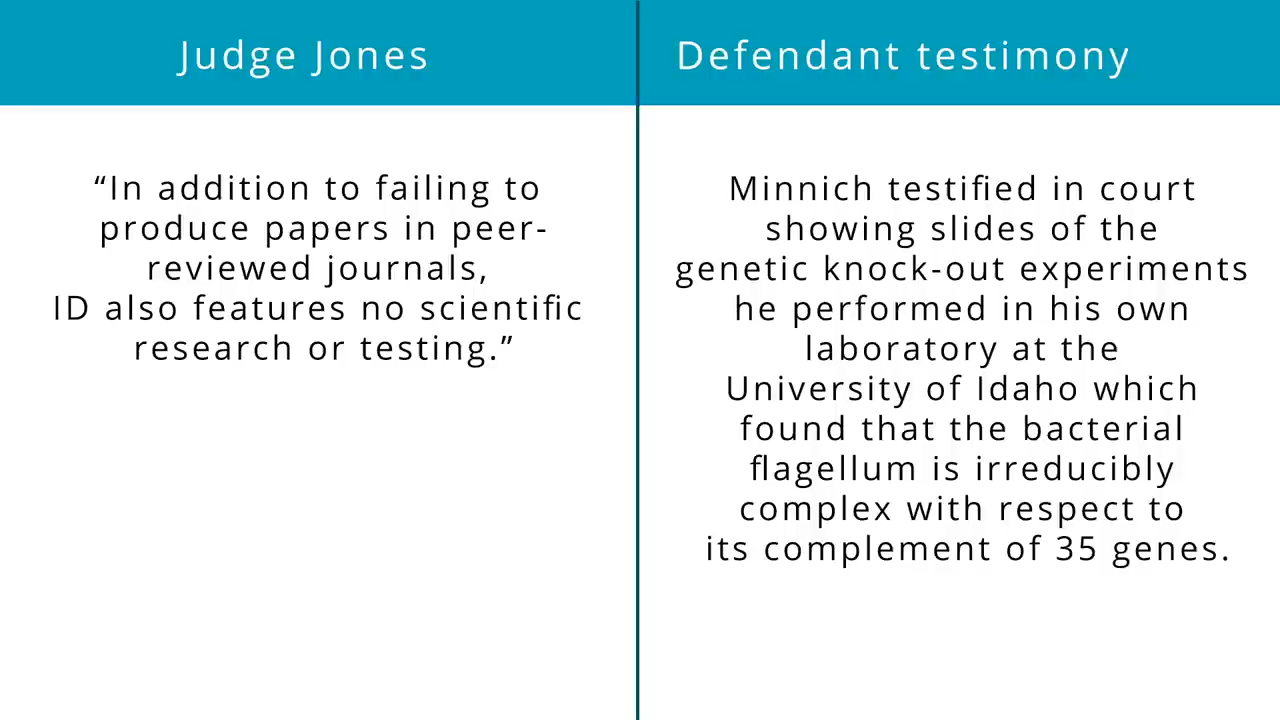 Judge Jones
“In addition to failing to
produce papers in peer-
reviewed journals,
ID also features no scientific
research or testing.”
Defendant testimony
Minnich testified in court
showing slides of the
genetic knock-out experiments
he performed in his own
laboratory at the
University of Idaho which
found that the bacterial
flagellum is irreducibly
complex with respect to
its complement of 35 genes.